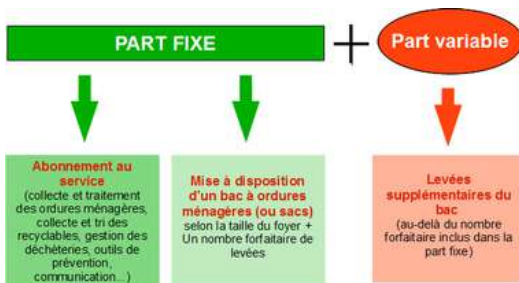 PART FIXE
+
Part variable
Abonnement au
service
(collecte et traitement
des ordures ménagères,
collecte et tri des
recyclables, gestion des
déchèteries, outils de
prévention,
communication...)
Mise à disposition
d'un bac à ordures
ménagères (ou sacs)
selon la taille du foyer +
Un nombre forfaitaire de
levées
Levées
supplémentaires du
bac
(au-delà du nombre
forfaitaire inclus dans la
part fixe)